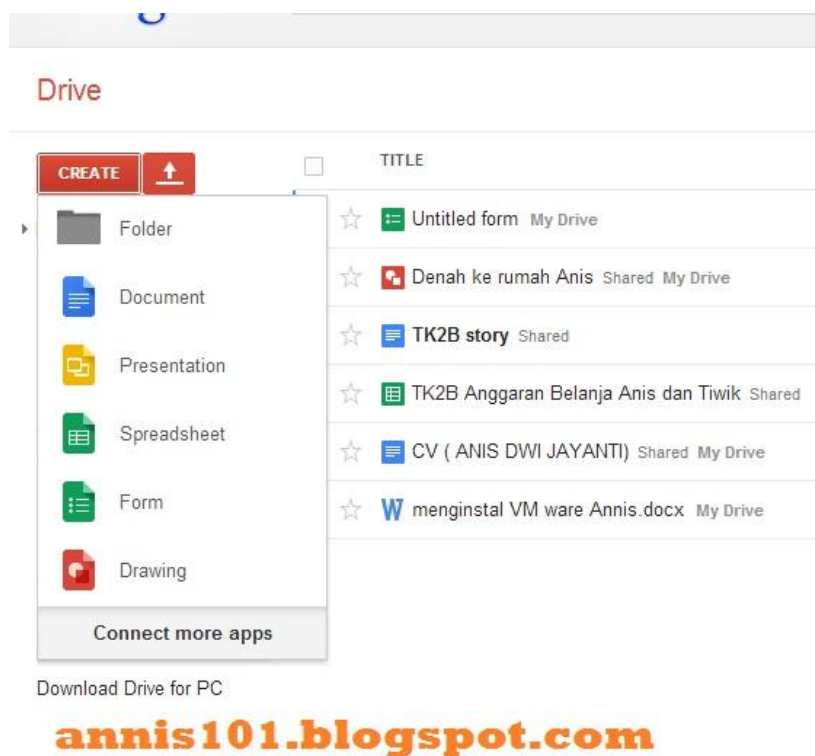 Drive
CREATE
TITLE
Folder
Document
Presentation
Spreadsheet
Form
Drawing
Connect more apps
Untitled form My Drive
Denah ke rumah Anis Shared My Drive
TK2B story Shared
TK2B Anggaran Belanja Anis dan Tiwik Shared
CV ( ANIS DWI JAYANTI) Shared My Drive
menginstal VM ware Annis.docx My Drive
Download Drive for PC
annis101.blogspot.com